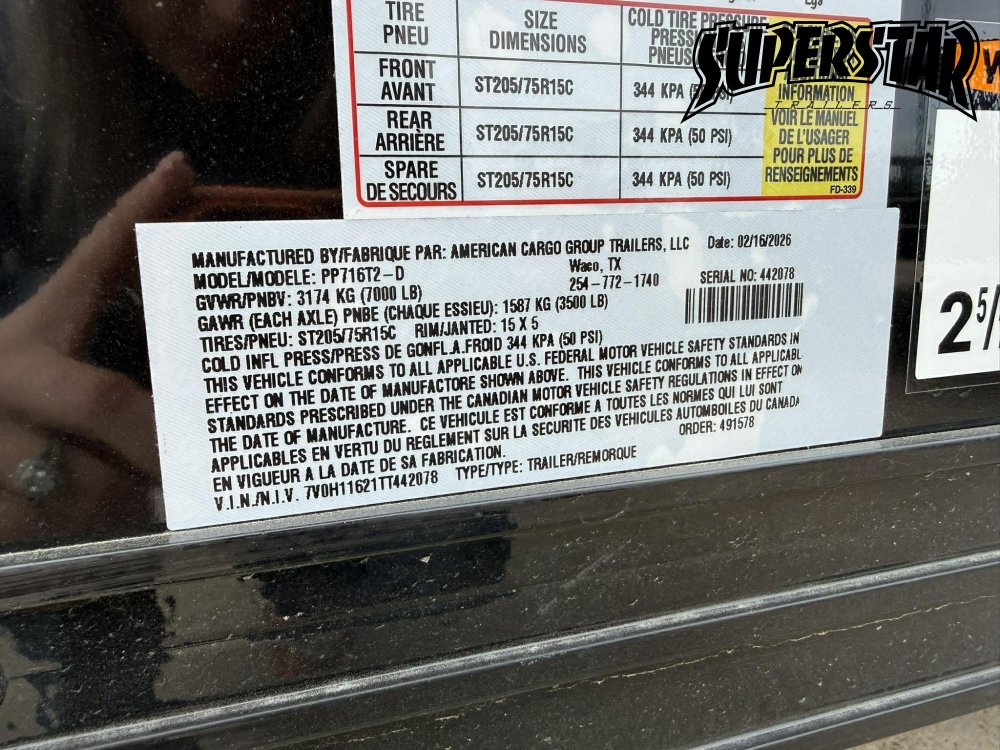 TIRE PNEU
SIZE DIMENSIONS
COLD TIRE PRESSURE
SUPERSTAR
TRAILERS
FRONT AVANT
ST205/75R15C
344 KPA
INFORMATION
REAR ARRIÈRE
ST205/75R15C
344 KPA (50 PSI)
VOIR LE MANUEL
DE L'USAGER
POUR PLUS DE
RENSEIGNEMENTS
SPARE DE SECOURS
ST205/75R15C
344 KPA (50 PSI)
FD-339
MANUFACTURED BY/FABRIQUE PAR: AMERICAN CARGO GROUP TRAILERS, LLC Date: 02/16/2026
MODEL/MODELE: PP716T2-D Waco, TX
GVWR/PNBV: 3174 KG (7000 LB) 254-772-1740 SERIAL NO: 442078
GAWR (EACH AXLE) PNBE (CHAQUE ESSIEU): 1587 KG (3500 LB)
TIRES/PNEU: ST205/75R15C RIM/JANTED: 15 X 5
COLD INFL PRESS/PRESS DE GONFL.A.FROID 344 KPA (50 PSI)
THIS VEHICLE CONFORMS TO ALL APPLICABLE U.S. FEDERAL MOTOR VEHICLE SAFETY STANDARDS IN
EFFECT ON THE DATE OF MANUFACTORE SHOWN ABOVE. THIS VEHICLE CONFORMS TO ALL APPLICABL
STANDARDS PRESCRIBED UNDER THE CANADIAN MOTOR VEHICLE SAFETY REGULATIONS IN EFFECT ON
THE DATE OF MANUFACTURE. CE VEHICULE EST CONFORME A TOUTES LES NORMES QUI LUI SONT
APPLICABLES EN VERTU DU REGLEMENT SUR LA SECURITE DES VEHICULES AUTOMBOILES DU CANADA
EN VIGUEUR A LA DATE DE SA FABRICATION. ORDER: 491578
V.I.N./N.I.V. 7V0H11621TT442078 TYPE/TYPE: TRAILER/REMORQUE
2 5/